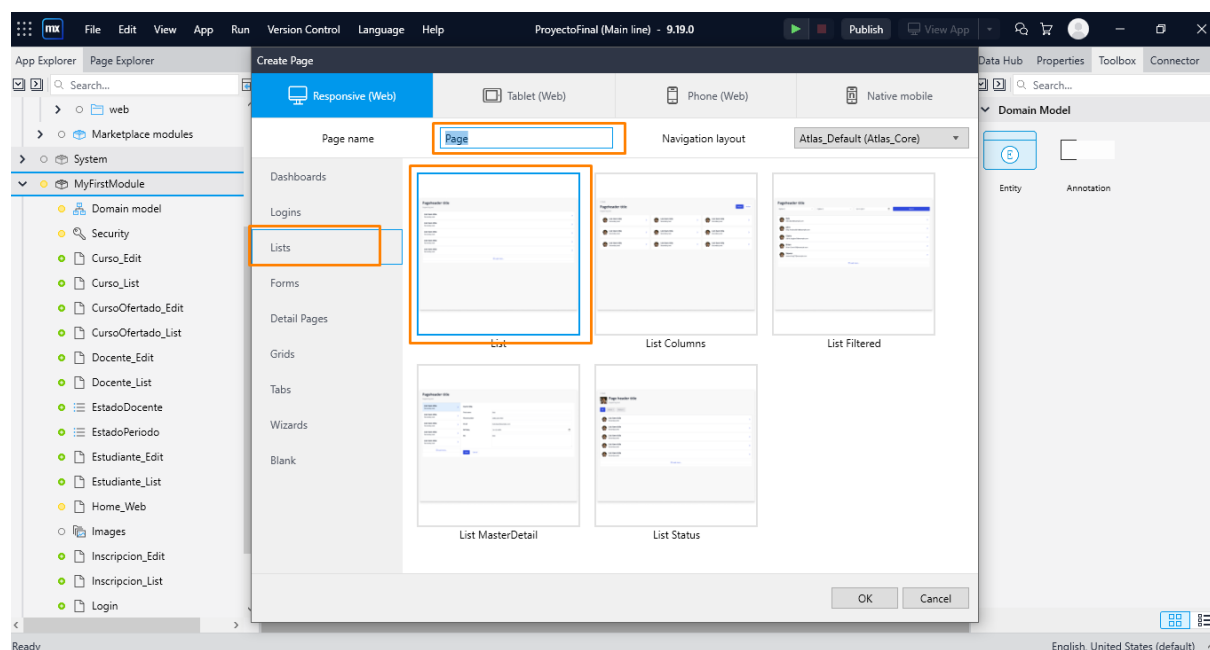 mx File Edit View App Run Version Control Language Help ProyectoFinal (Main line) - 9.19.0 Publish View App
App Explorer Page Explorer Create Page Data Hub Properties Toolbox Connector
Search... Responsive (Web) Tablet (Web) Phone (Web) Native mobile Search...
web Domain Model
Marketplace modules Page name Page Navigation layout Atlas_Default (Atlas_Core)
System
MyFirstModule Dashboards Entity Annotation
Domain model Logins
Security Lists
Curso_Edit
Curso_List Forms
CursoOfertado_Edit Detail Pages
CursoOfertado_List List List Columns List Filtered
Docente_Edit Grids
Docente_List Tabs
EstadoDocente
EstadoPeriodo Wizards
Estudiante_Edit Blank
Estudiante_List
Home_Web
Images List MasterDetail List Status
Inscripcion_Edit
Inscripcion_List
Login OK Cancel
Ready English, United States (default)